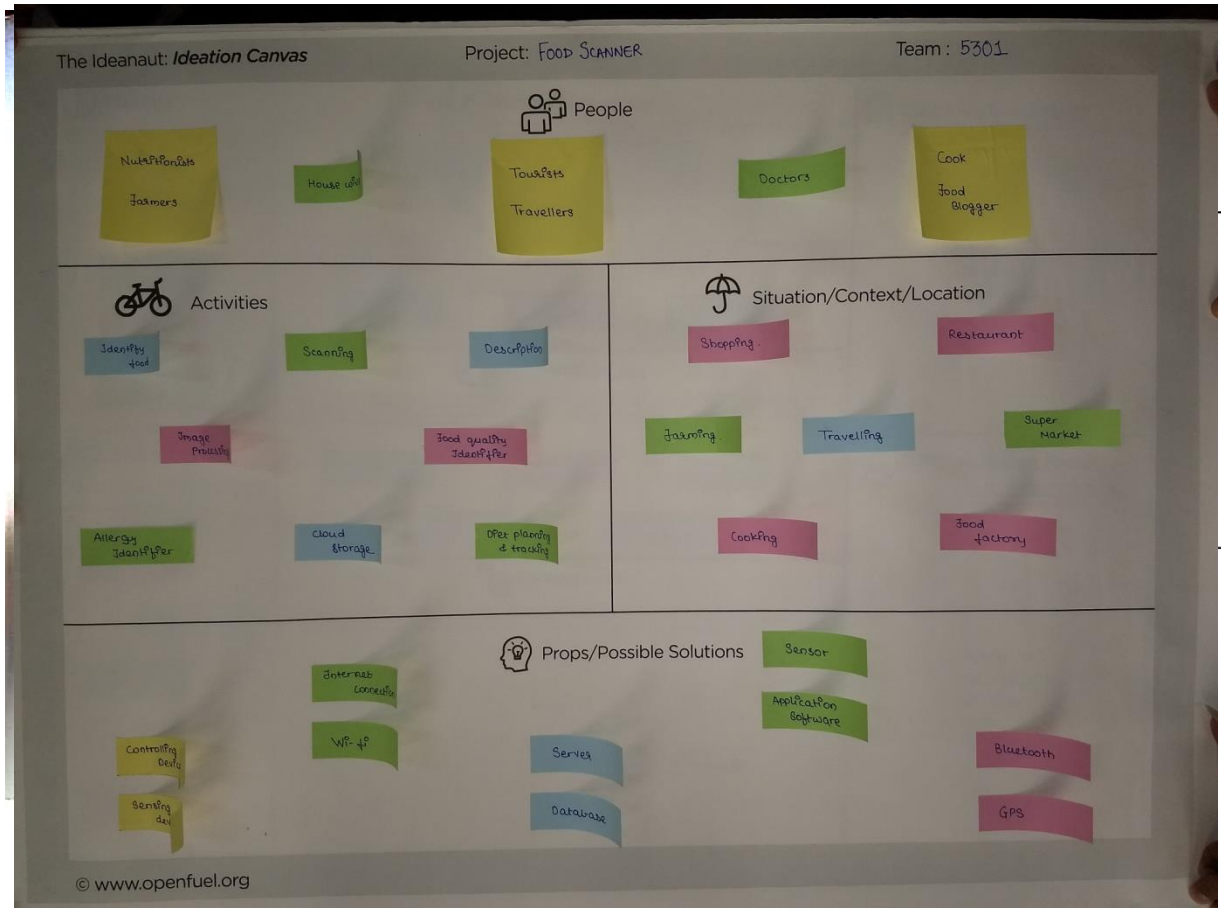 The Ideanaut: Ideation Canvas
Project: FOOD SCANNER
Team : 5301
People
Nutritionists
Farmers
House
Tourists
Travellers
Doctors
Cook
Food
Blogger
Activities
Identify
food
Scanning
Description
Image
Food quality
Identifier
Allergy
Identifier
Cloud
Storage
Diet planning
& tracking
Situation/Context/Location
Shopping.
Restaurant
Farming.
Travelling
Super
Market
Cooking
Food
factory
Props/Possible Solutions
Controlling
Sensing
Internet
Wi-fi
Server
Database
Sensor
Application
Software
Bluetooth
GPS
© www.openfuel.org